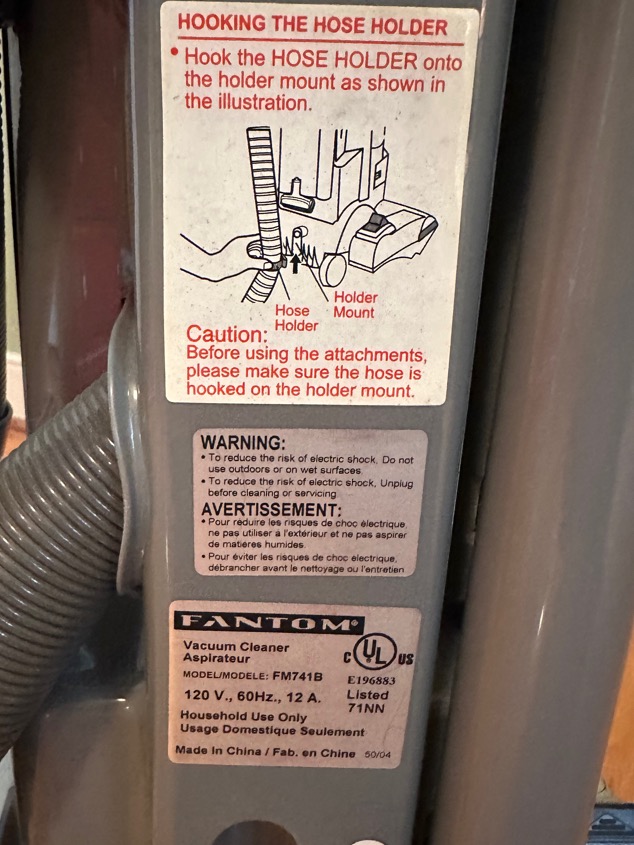 HOOKING THE HOSE HOLDER
• Hook the HOSE HOLDER onto
the holder mount as shown in
the illustration.
Holder
Mount
Hose
Holder
Caution:
Before using the attachments,
please make sure the hose is
hooked on the holder mount.
WARNING:
• To reduce the risk of electric shock, Do not
use outdoors or on wet surfaces.
• To reduce the risk of electric shock, Unplug
before cleaning or servicing
AVERTISSEMENT:
• Pour réduire les risques de choc électrique,
ne pas utiliser à l'extérieur et ne pas aspirer
de matières humides.
• Pour éviter les risques de choc électrique,
débrancher avant le nettoyage ou l'entretien
FANTOM®
Vacuum Cleaner
Aspirateur
MODEL/MODELE: FM741B
120 V., 60Hz., 12 A.
Household Use Only
Usage Domestique Seulement
Made In China / Fab. en Chine 50/04
C UL US
E196883
Listed
71NN